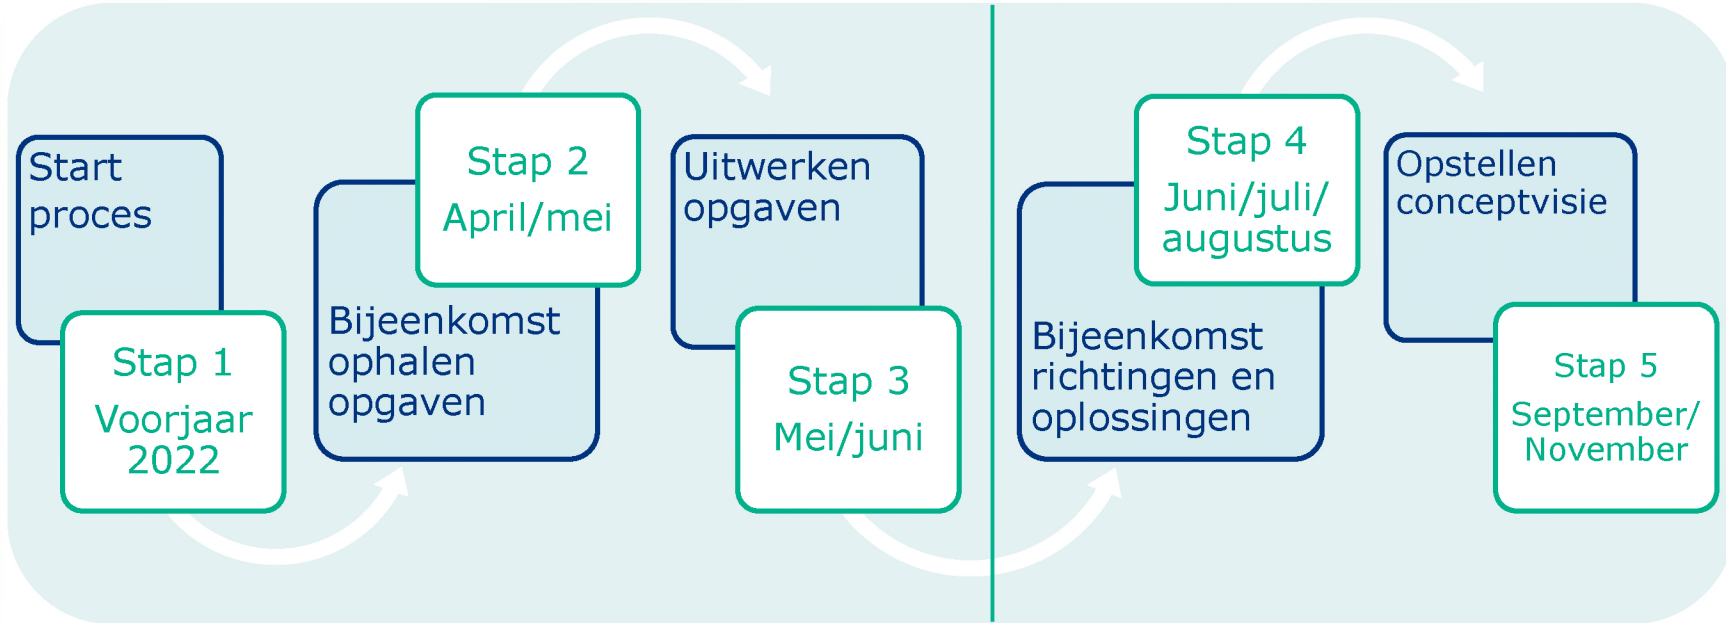 Start
proces
Stap 1
Voorjaar
2022
Stap 2
April/mei
Bijeenkomst
ophalen
opgaven
Uitwerken
opgaven
Stap 3
Mei/juni
Stap 4
Juni/juli/
augustus
Bijeenkomst
richtingen en
oplossingen
Opstellen
conceptvisie
Stap 5
September/
November